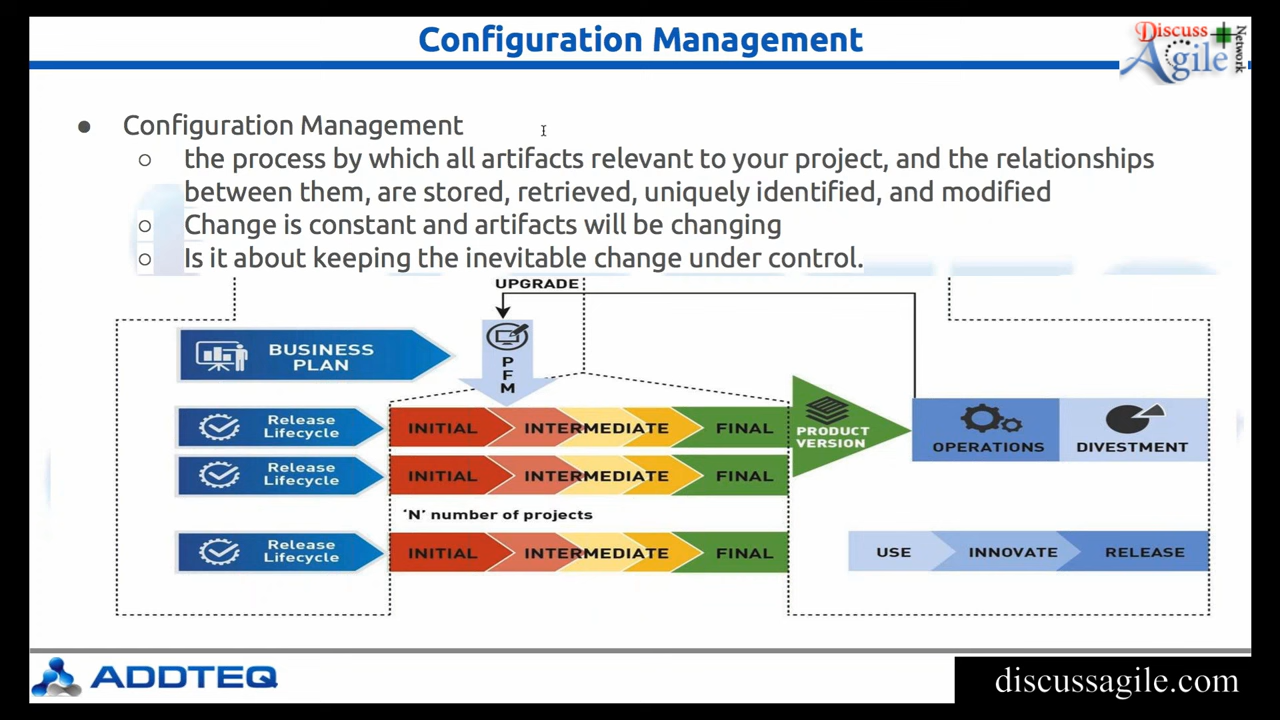 Configuration Management
Discuss
Agile
Network
● Configuration Management
○ the process by which all artifacts relevant to your project, and the relationships
between them, are stored, retrieved, uniquely identified, and modified
○ Change is constant and artifacts will be changing
○ Is it about keeping the inevitable change under control.
UPGRADE
BUSINESS
PLAN
P
F
M
Release
Lifecycle
INITIAL
INTERMEDIATE
FINAL
PRODUCT
VERSION
OPERATIONS
DIVESTMENT
Release
Lifecycle
INITIAL
INTERMEDIATE
FINAL
'N' number of projects
Release
Lifecycle
INITIAL
INTERMEDIATE
FINAL
USE
INNOVATE
RELEASE
ADDTEQ
discussagile.com